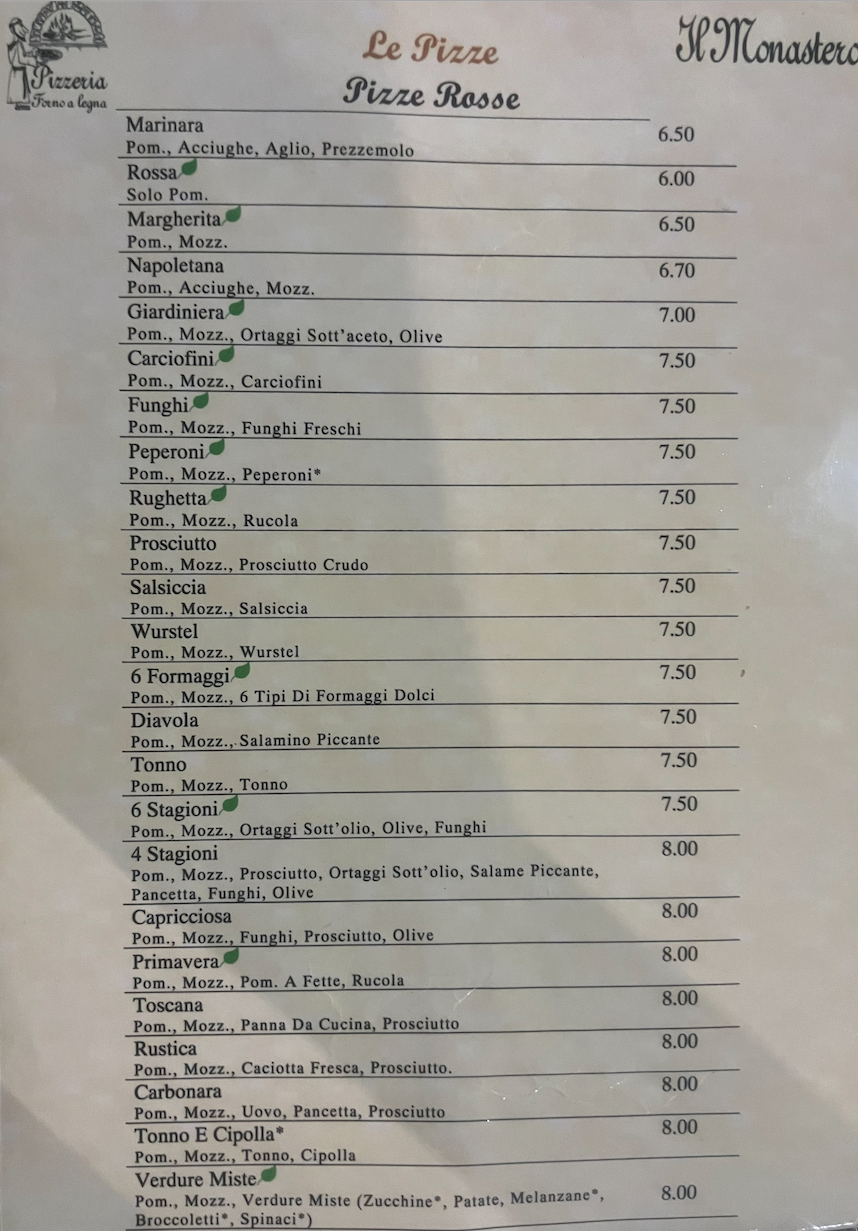 Pizzeria
Forno a legna
Le Pizze
Il Monastero
Pizze Rosse
Marinara 6.50
Pom., Acciughe, Aglio, Prezzemolo
Rossa 6.00
Solo Pom.
Margherita 6.50
Pom., Mozz.
Napoletana 6.70
Pom., Acciughe, Mozz.
Giardiniera 7.00
Pom., Mozz., Ortaggi Sott'aceto, Olive
Carciofini 7.50
Pom., Mozz., Carciofini
Funghi 7.50
Pom., Mozz., Funghi Freschi
Peperoni 7.50
Pom., Mozz., Peperoni*
Rughetta 7.50
Pom., Mozz., Rucola
Prosciutto 7.50
Pom., Mozz., Prosciutto Crudo
Salsiccia 7.50
Pom., Mozz., Salsiccia
Wurstel 7.50
Pom., Mozz., Wurstel
6 Formaggi 7.50
Pom., Mozz., 6 Tipi Di Formaggi Dolci
Diavola 7.50
Pom., Mozz., Salamino Piccante
Tonno 7.50
Pom., Mozz., Tonno
6 Stagioni 7.50
Pom., Mozz., Ortaggi Sott'olio, Olive, Funghi
4 Stagioni 8.00
Pom., Mozz., Prosciutto, Ortaggi Sott'olio, Salame Piccante,
Pancetta, Funghi, Olive
Capricciosa 8.00
Pom., Mozz., Funghi, Prosciutto, Olive
Primavera 8.00
Pom., Mozz., Pom. A Fette, Rucola
Toscana 8.00
Pom., Mozz., Panna Da Cucina, Prosciutto
Rustica 8.00
Pom., Mozz., Caciotta Fresca, Prosciutto.
Carbonara 8.00
Pom., Mozz., Uovo, Pancetta, Prosciutto
Tonno E Cipolla* 8.00
Pom., Mozz., Tonno, Cipolla
Verdure Miste 8.00
Pom., Mozz., Verdure Miste (Zucchine*, Patate, Melanzane*,
Broccoletti*, Spinaci*)